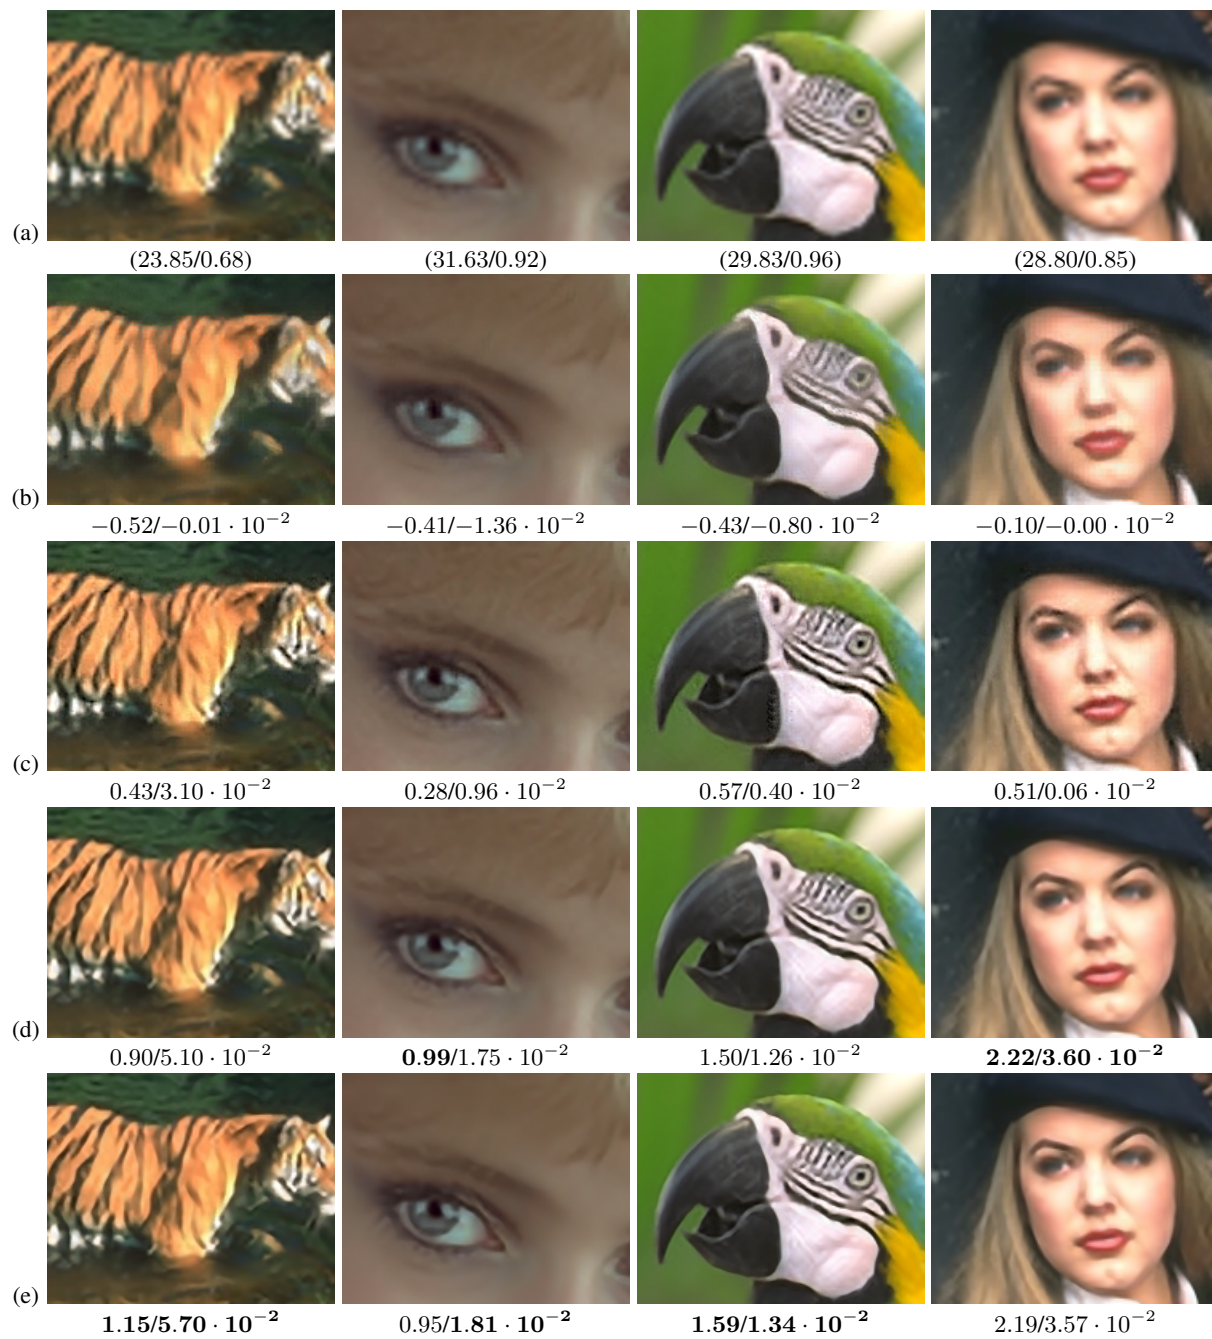 (a)
(23.85/0.68) (31.63/0.92) (29.83/0.96) (28.80/0.85)
(b)
−0.52/−0.01 · 10⁻² −0.41/−1.36 · 10⁻² −0.43/−0.80 · 10⁻² −0.10/−0.00 · 10⁻²
(c)
0.43/3.10 · 10⁻² 0.28/0.96 · 10⁻² 0.57/0.40 · 10⁻² 0.51/0.06 · 10⁻²
(d)
0.90/5.10 · 10⁻² 0.99/1.75 · 10⁻² 1.50/1.26 · 10⁻² 2.22/3.60 · 10⁻²
(e)
1.15/5.70 · 10⁻² 0.95/1.81 · 10⁻² 1.59/1.34 · 10⁻² 2.19/3.57 · 10⁻²